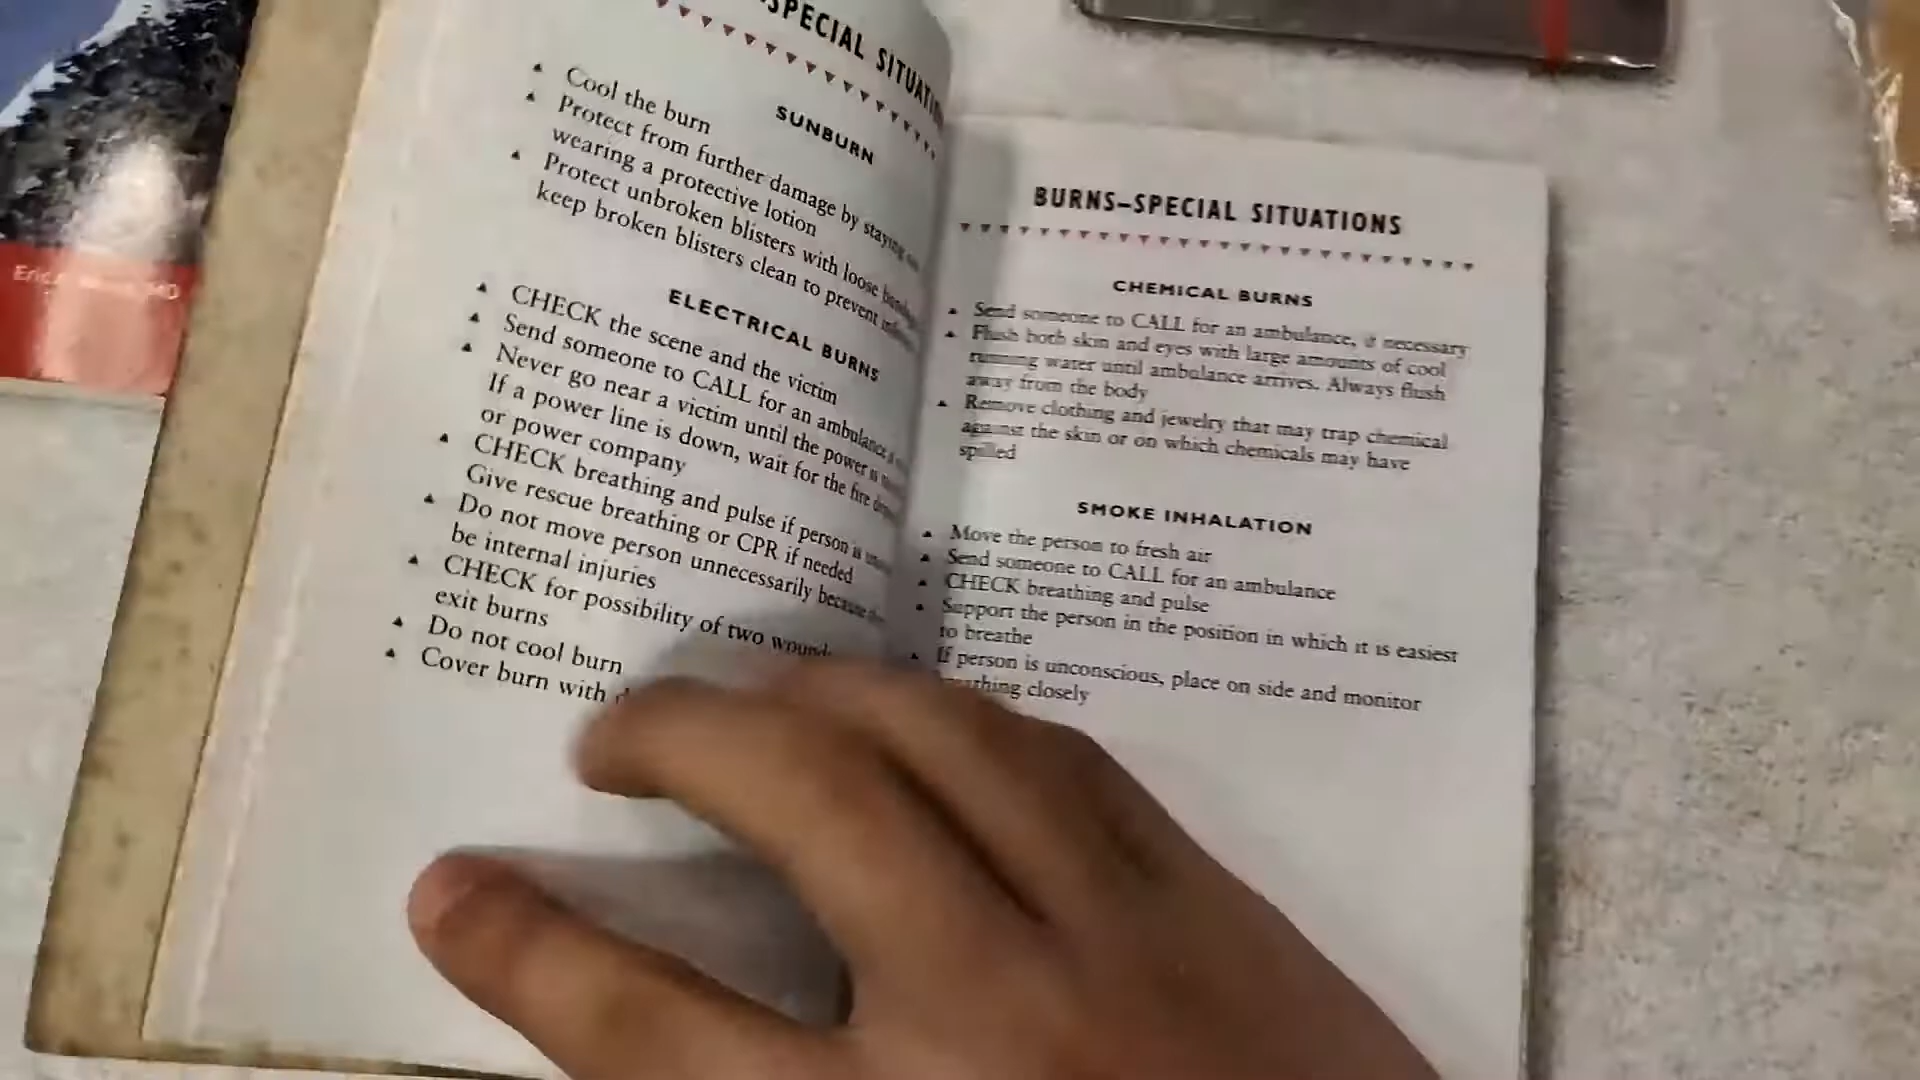 SPECIAL SITUATI
SUNBURN
Cool the burn
Protect from further damage by staying
wearing a protective lotion
Protect unbroken blisters with loose
keep broken blisters clean to prevent
ELECTRICAL BURNS
CHECK the scene and the victim
Send someone to CALL for an ambulance
Never go near a victim until the power is
If a power line is down, wait for the fire
or power company
CHECK breathing and pulse if person is
Give rescue breathing or CPR if needed
Do not move person unnecessarily because
be internal injuries
CHECK for possibility of two
exit burns
Do not cool burn
Cover burn with
BURNS–SPECIAL SITUATIONS
CHEMICAL BURNS
Send someone to CALL for an ambulance, if necessary
Flush both skin and eyes with large amounts of cool
running water until ambulance arrives. Always flush
away from the body
Remove clothing and jewelry that may trap chemical
against the skin or on which chemicals may have
spilled
SMOKE INHALATION
Move the person to fresh air
Send someone to CALL for an ambulance
CHECK breathing and pulse
Support the person in the position in which it is easiest
to breathe
If person is unconscious, place on side and monitor
closely